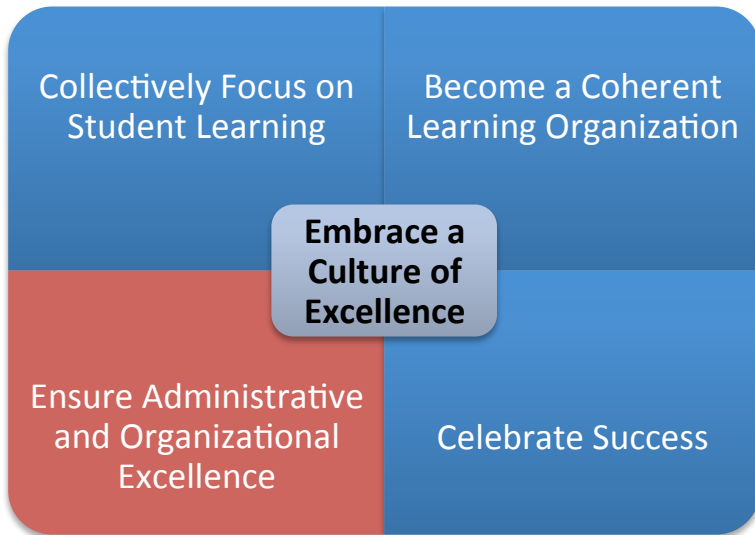 Collectively Focus on
Student Learning
Become a Coherent
Learning Organization
Embrace a
Culture of
Excellence
Ensure Administrative
and Organizational
Excellence
Celebrate Success